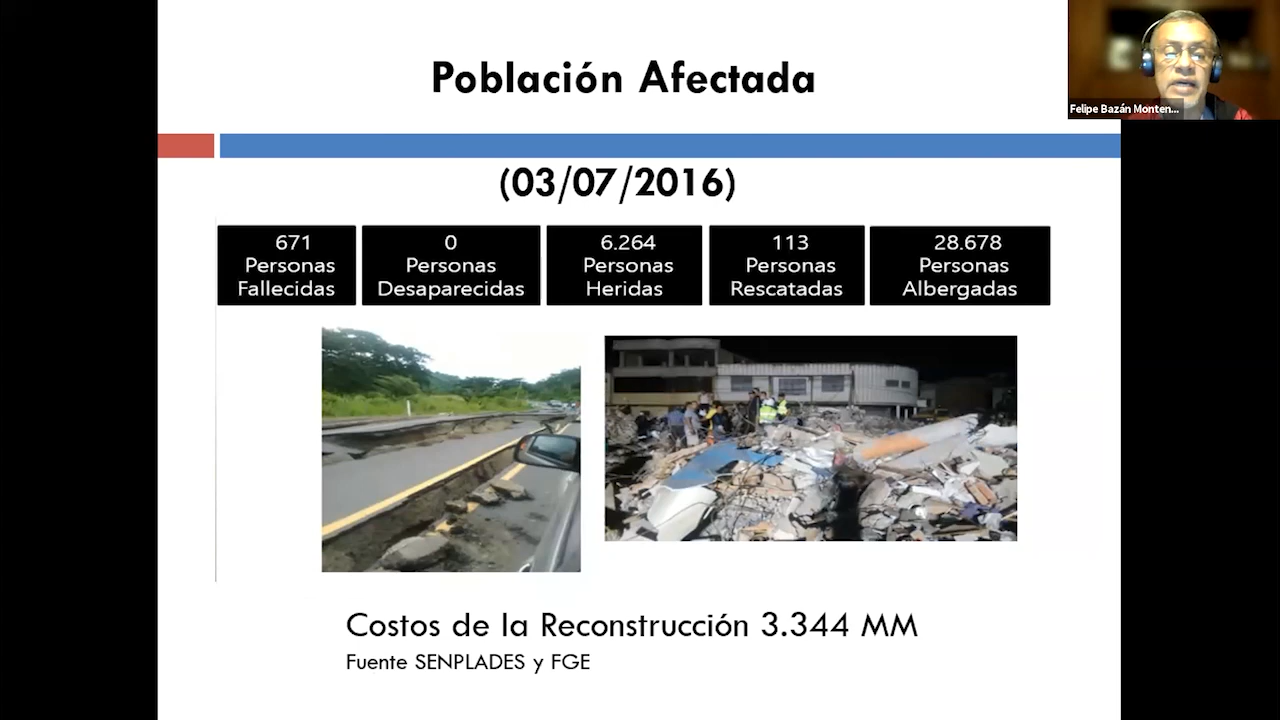 Población Afectada
Felipe Bazán Monten...
(03/07/2016)
671
Personas
Fallecidas
0
Personas
Desaparecidas
6.264
Personas
Heridas
113
Personas
Rescatadas
28.678
Personas
Albergadas
Costos de la Reconstrucción 3.344 MM
Fuente SENPLADES y FGE